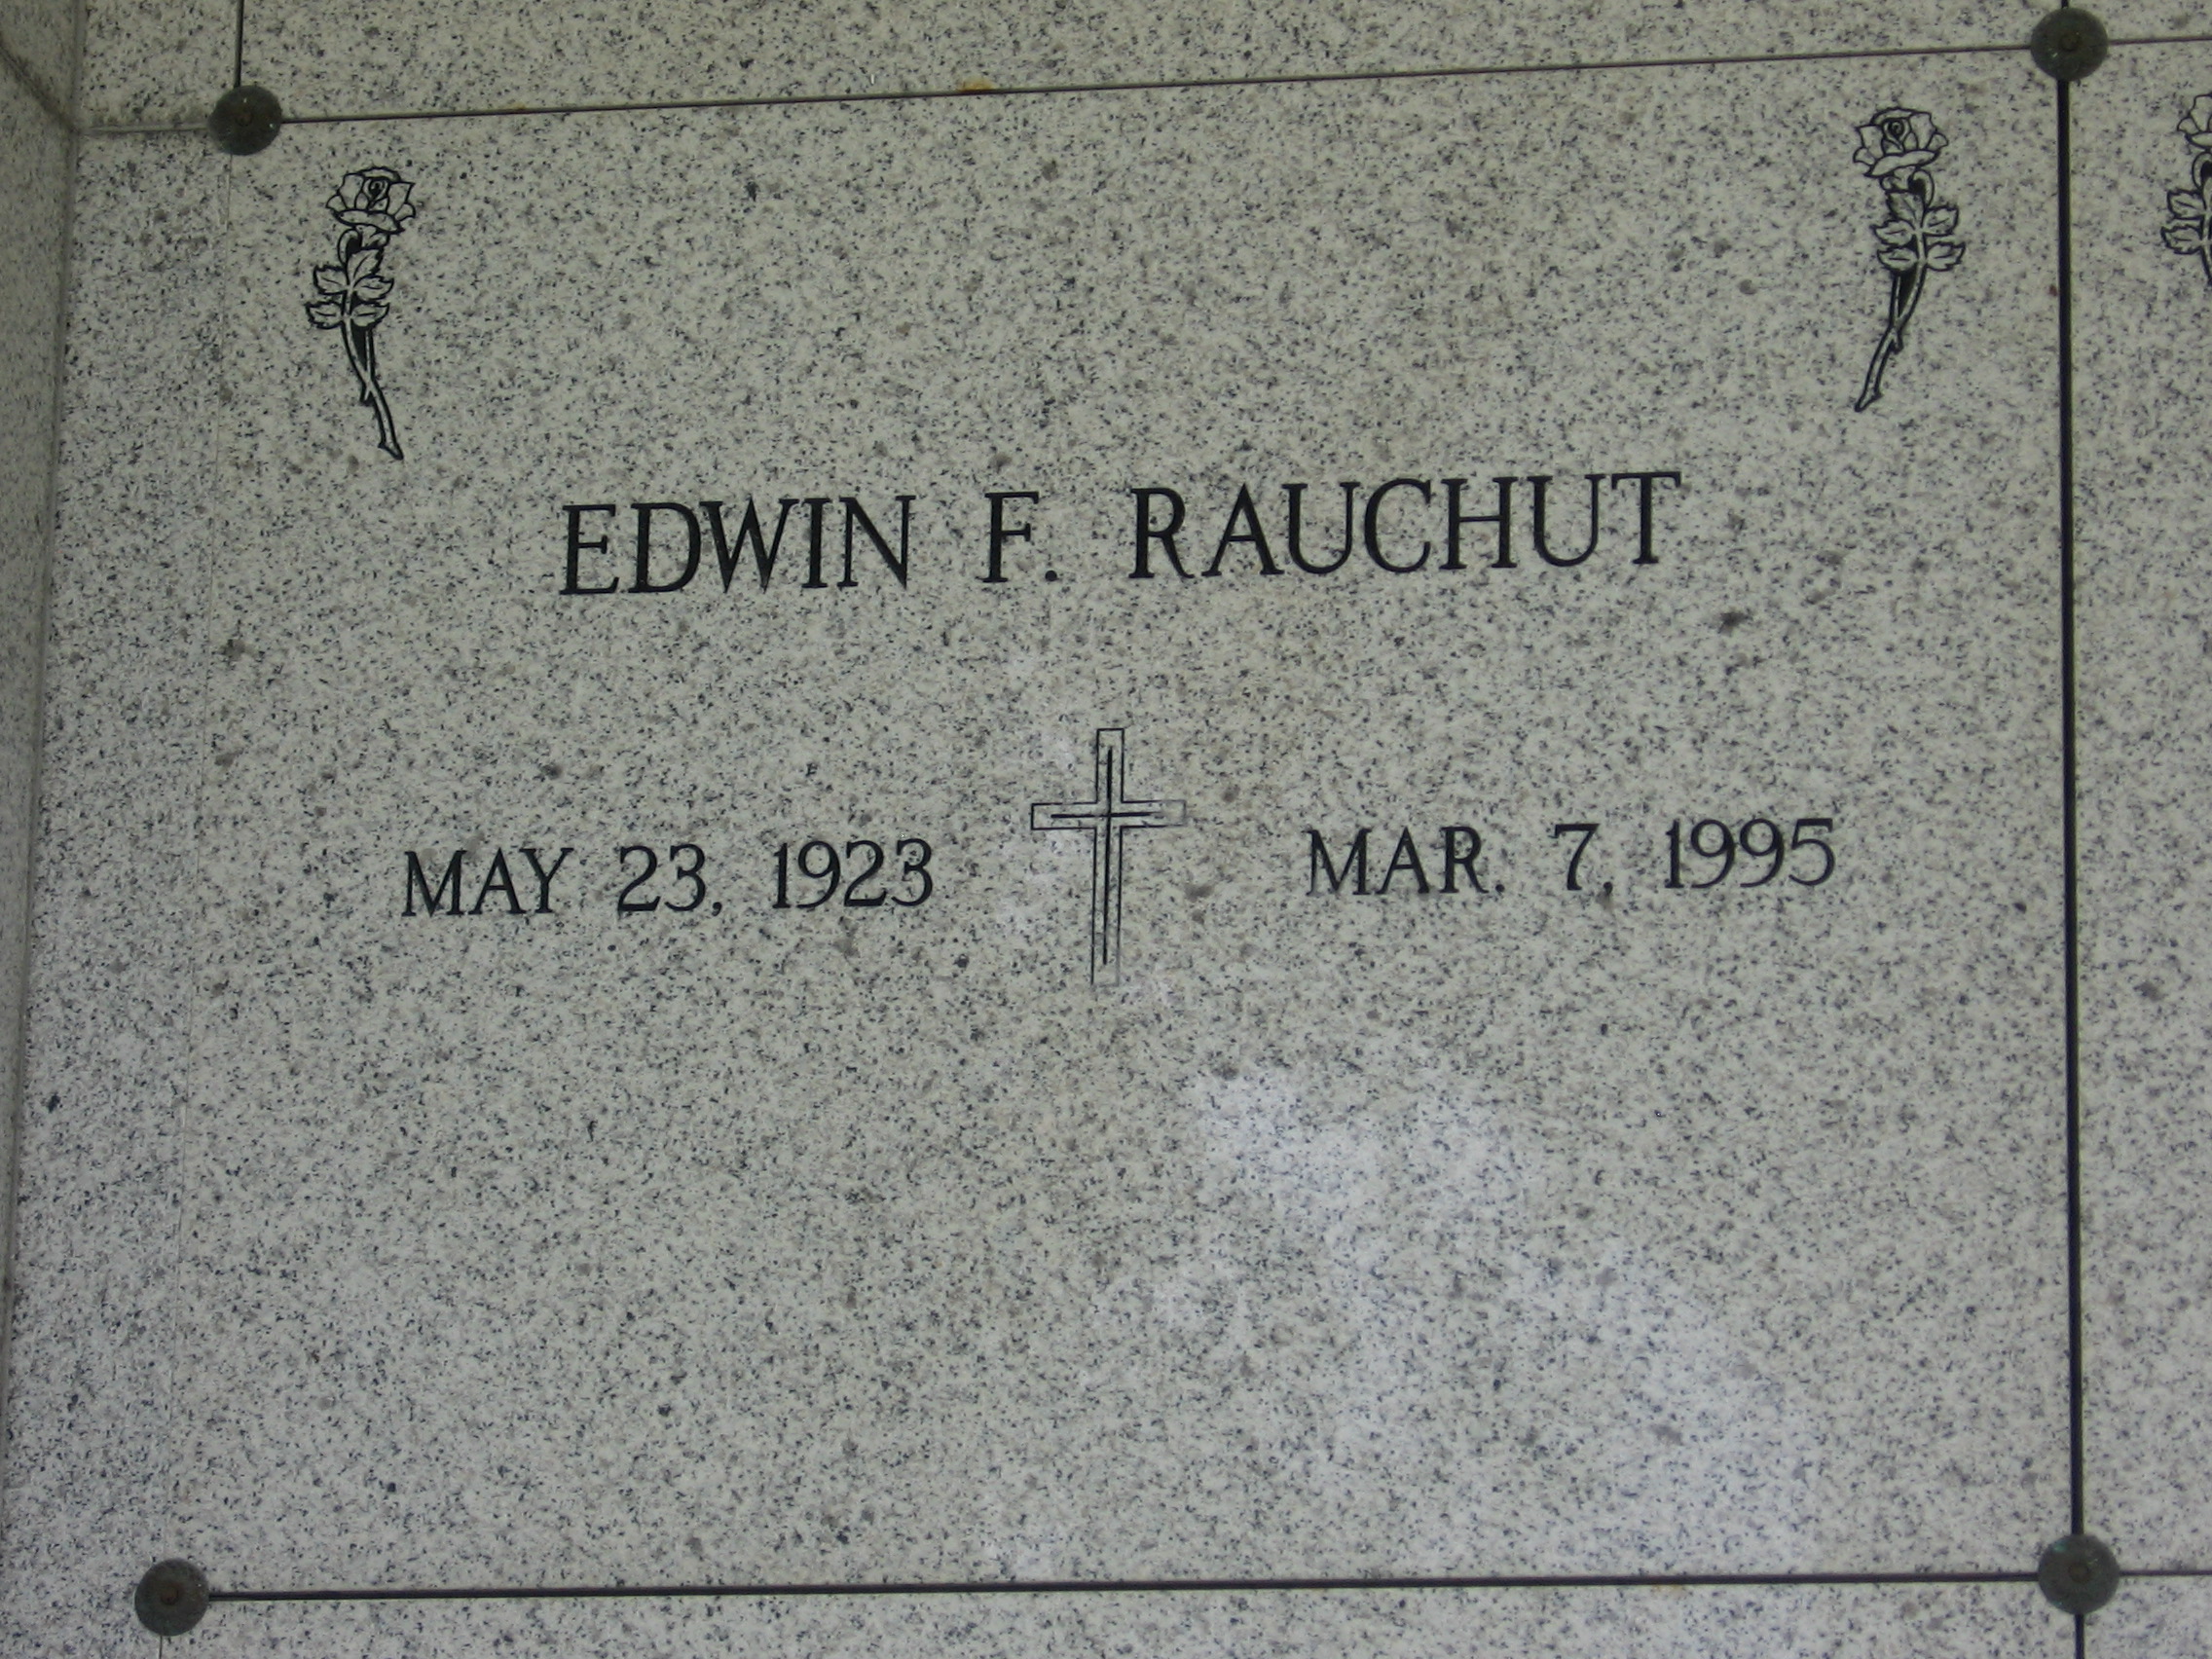 EDWIN F. RAUCHUT
MAY 23, 1923 MAR. 7, 1995